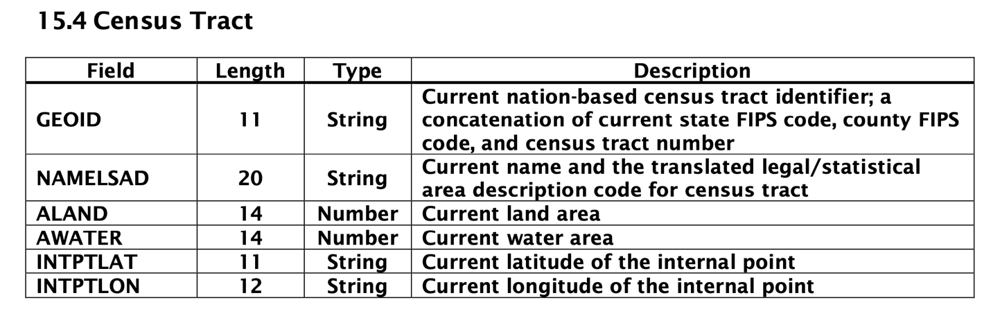 15.4 Census Tract
Field Length Type Description
GEOID 11 String Current nation-based census tract identifier; a
concatenation of current state FIPS code, county FIPS
code, and census tract number
NAMELSAD 20 String Current name and the translated legal/statistical
area description code for census tract
ALAND 14 Number Current land area
AWATER 14 Number Current water area
INTPTLAT 11 String Current latitude of the internal point
INTPTLON 12 String Current longitude of the internal point